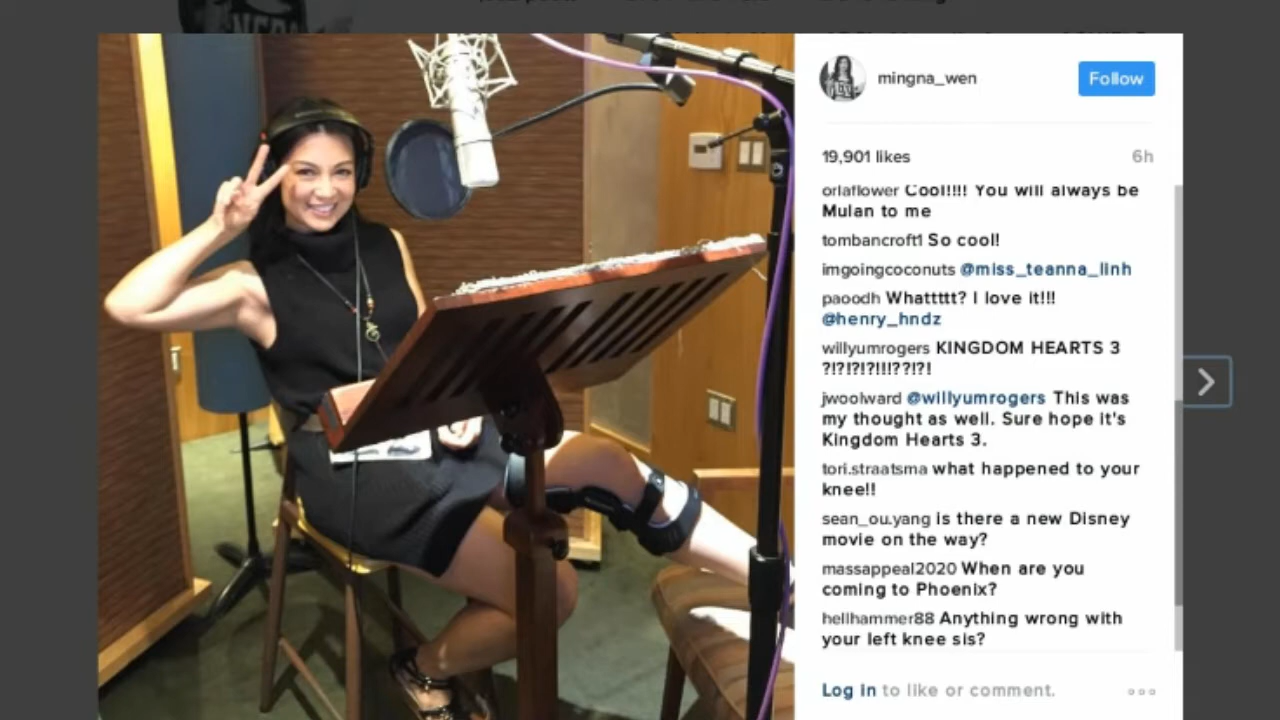 mingna_wen
Follow
19,901 likes
6h
orlaflower Cool!!!! You will always be
Mulan to me
tombancroft1 So cool!
imgoingcoconuts @miss_teanna_linh
paoodh Whattttt? I love it!!!
@henry_hndz
willyumrogers KINGDOM HEARTS 3
?!?!?!?!!!??!?!
jwoolward @willyumrogers This was
my thought as well. Sure hope it's
Kingdom Hearts 3.
tori.straatsma what happened to your
knee!!
sean_ou.yang Is there a new Disney
movie on the way?
massappeal2020 When are you
coming to Phoenix?
hellhammer88 Anything wrong with
your left knee sis?
Log in to like or comment.